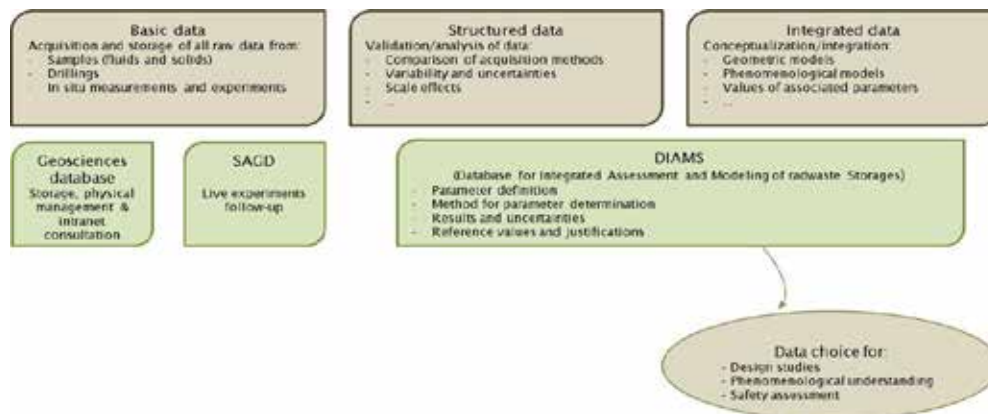 Basic data
Acquisition and storage of all raw data from:
- Samples (fluids and solids)
- Drillings
- In situ measurements and experiments
Structured data
Validation/analysis of data:
- Comparison of acquisition methods
- Variability and uncertainties
- Scale effects
- ...
Integrated data
Conceptualization/integration:
- Geometric models
- Phenomenological models
- Values of associated parameters
- ...
Geosciences
database
Storage, physical
management &
intranet
consultation
SAGD
Live experiments
follow-up
DIAMS
(Database for Integrated Assessment and Modeling of radwaste Storages)
- Parameter definition
- Method for parameter determination
- Results and uncertainties
- Reference values and justifications
Data choice for:
- Design studies
- Phenomenological understanding
- Safety assessment